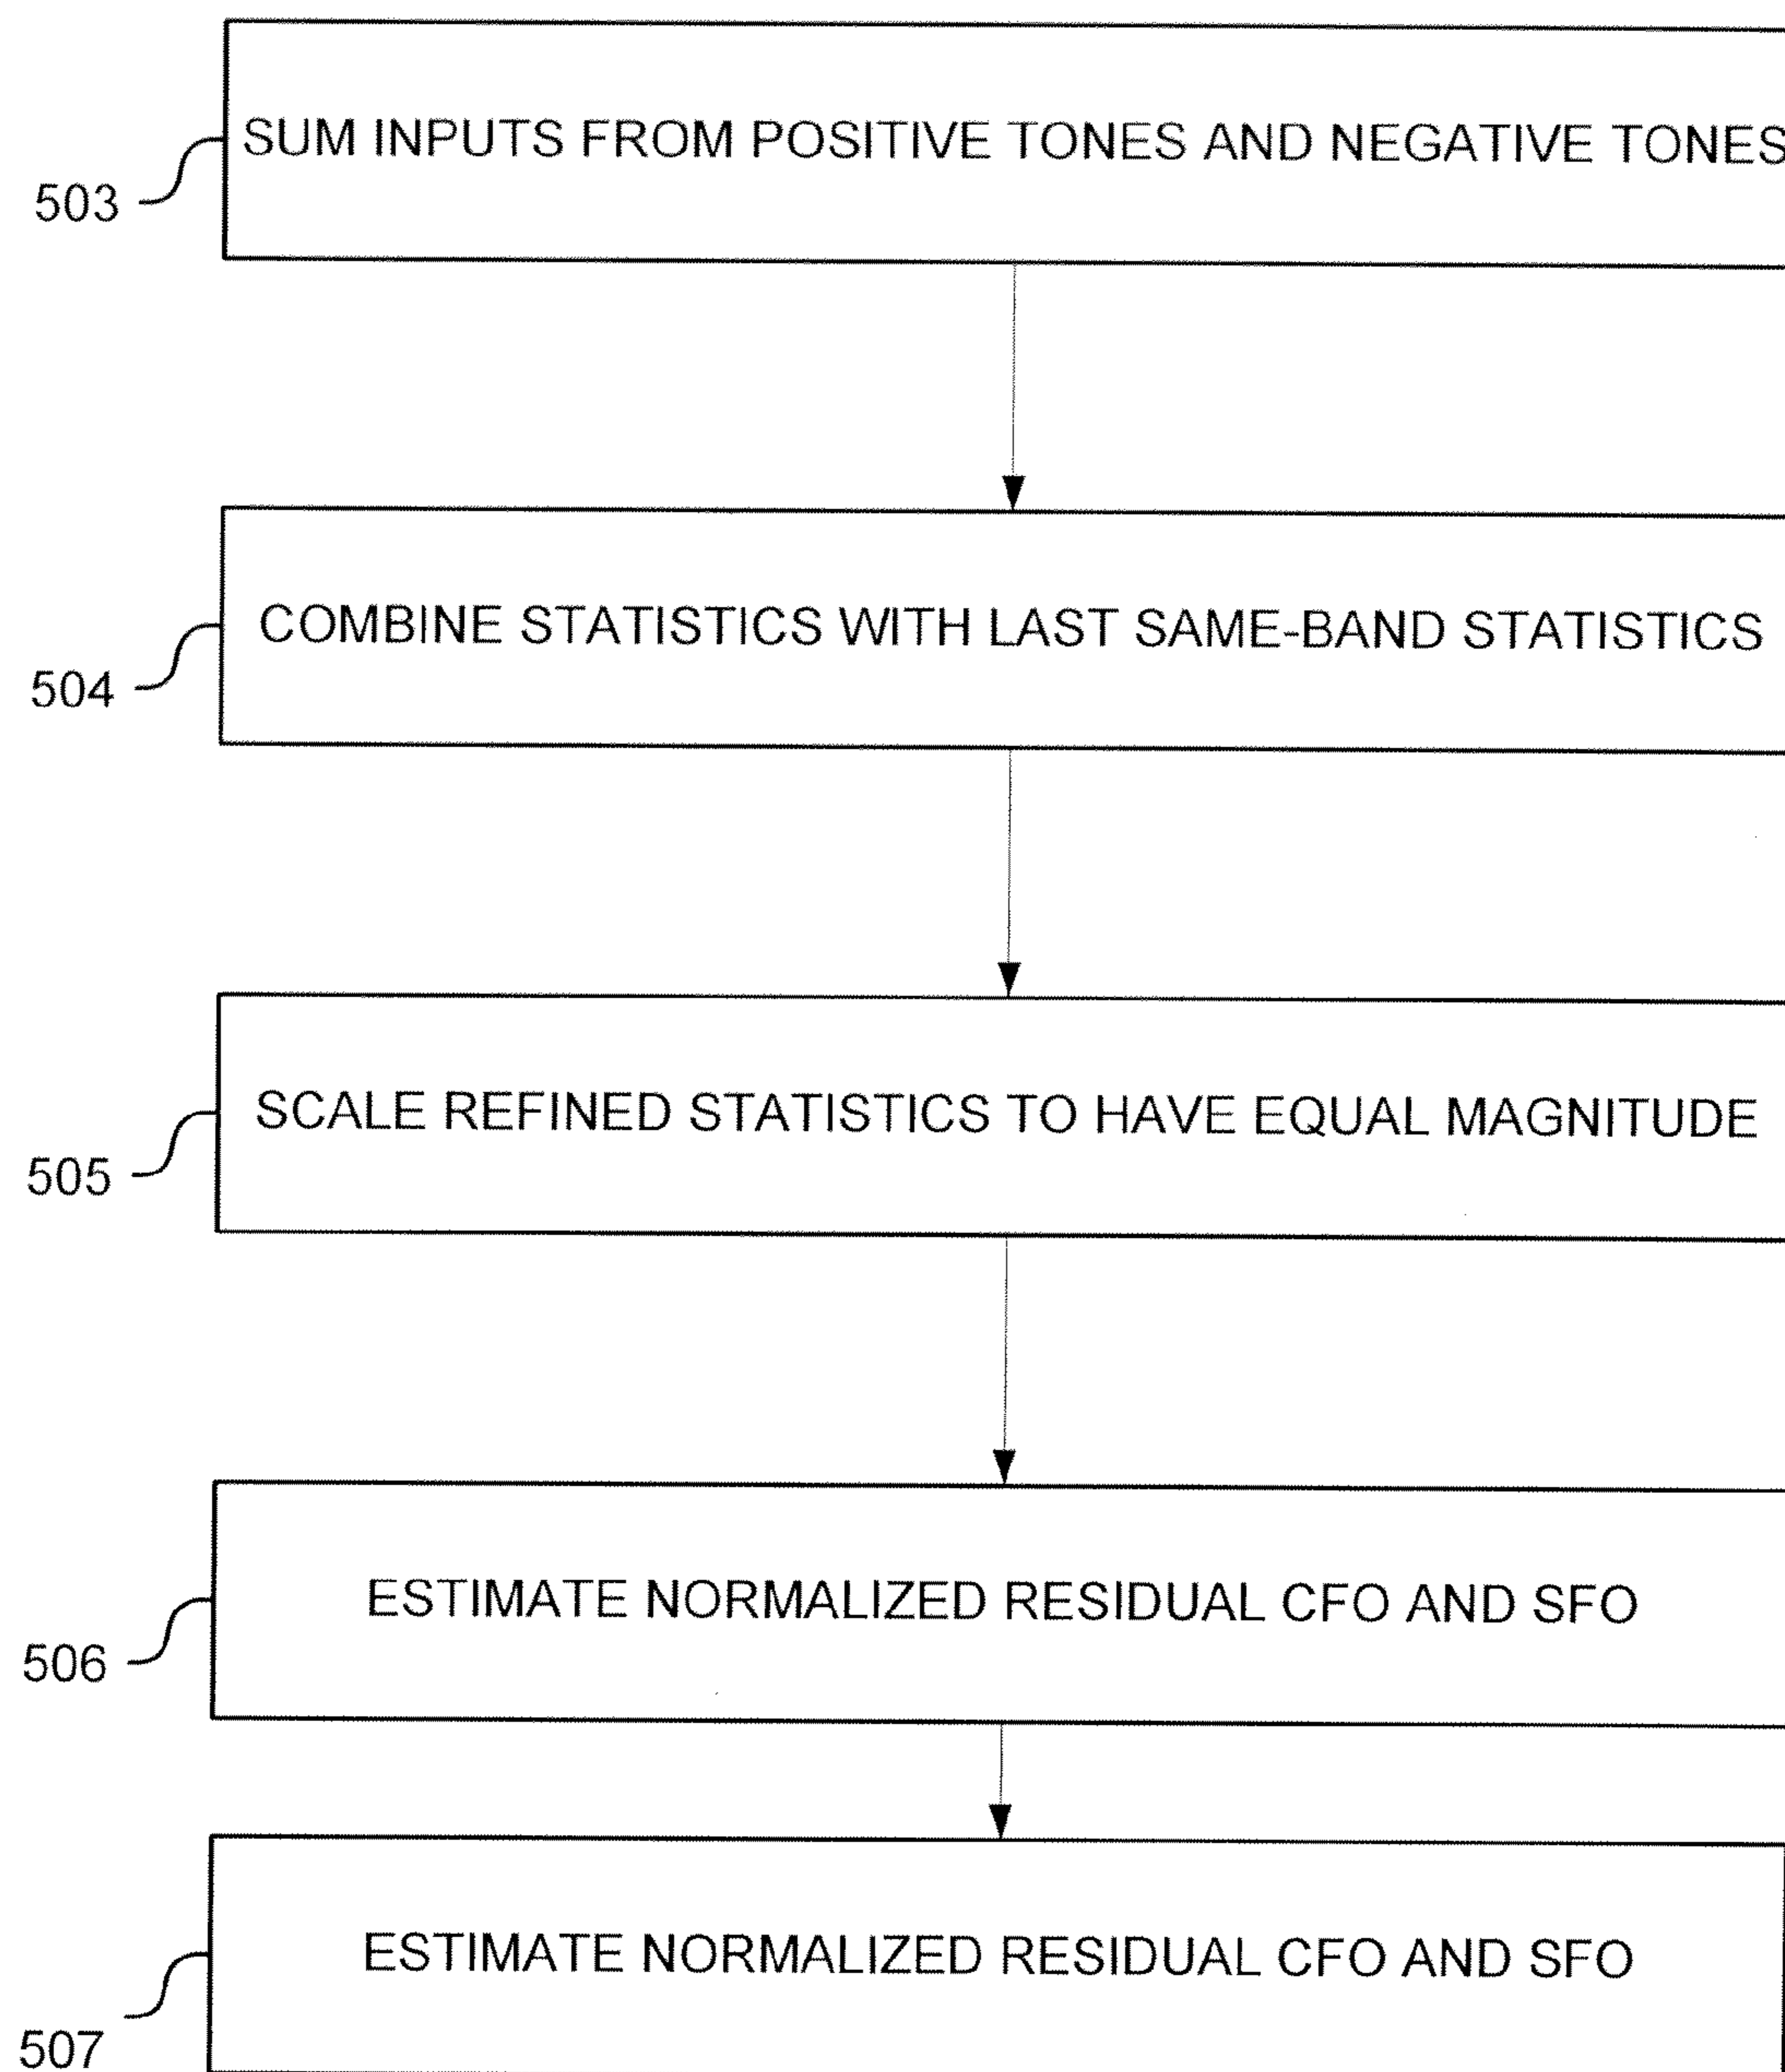 SUM INPUTS FROM POSITIVE TONES AND NEGATIVE TONES
503
COMBINE STATISTICS WITH LAST SAME-BAND STATISTICS
504
SCALE REFINED STATISTICS TO HAVE EQUAL MAGNITUDE
505
ESTIMATE NORMALIZED RESIDUAL CFO AND SFO
506
ESTIMATE NORMALIZED RESIDUAL CFO AND SFO
507